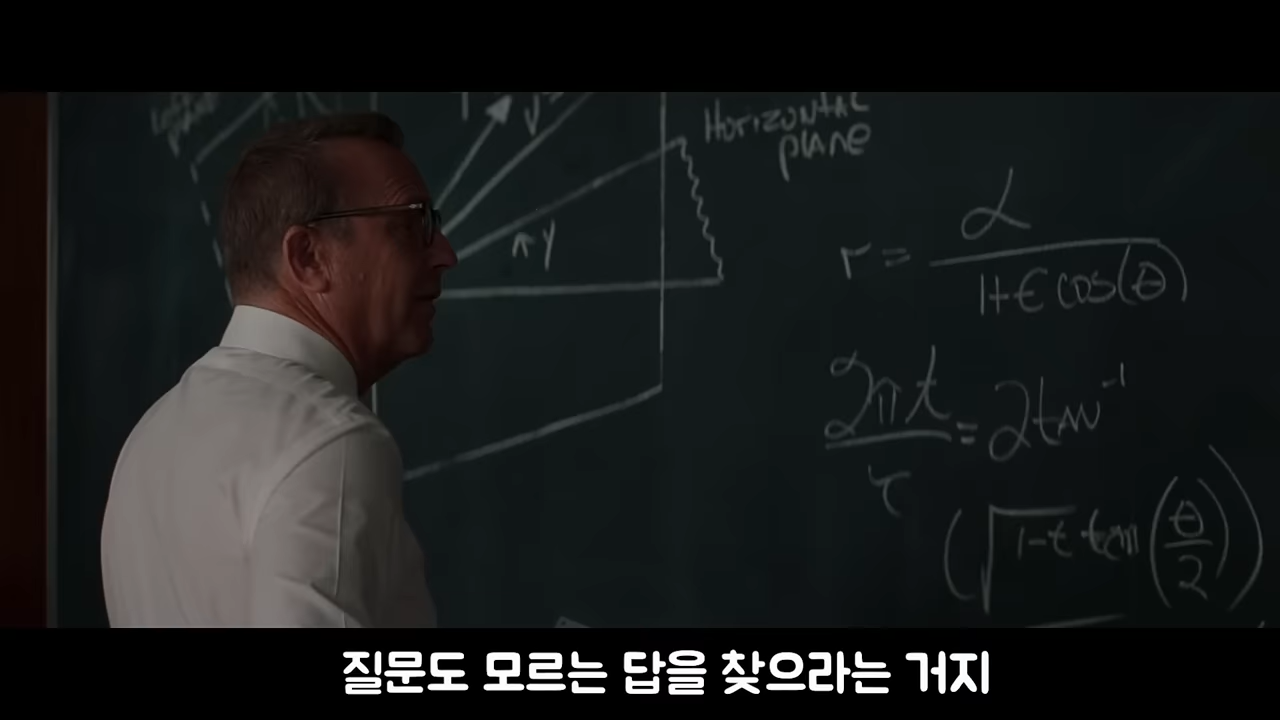 Horizontal
plane
r = α / 1+ε cos(θ)
2πt / τ = 2tan⁻¹
(√1-ε tan(θ/2))
질문도 모르는 답을 찾으라는 거지